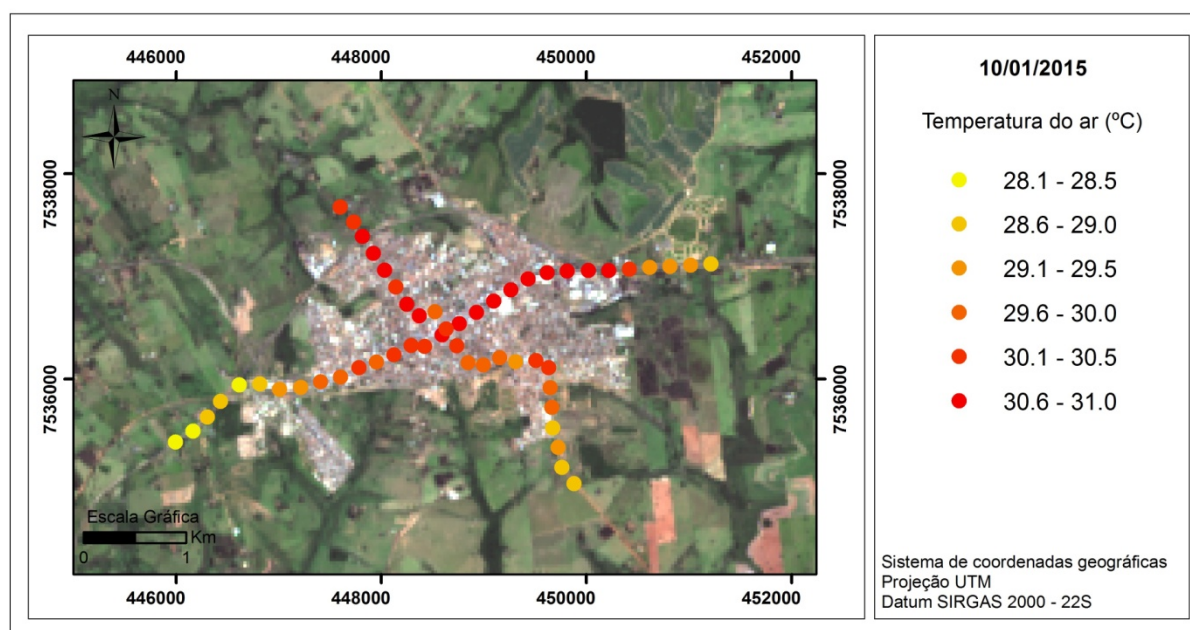 446000 448000 450000 452000
N
7538000 7538000
7536000 7536000
Escala Gráfica
Km
0 1
446000 448000 450000 452000
10/01/2015
Temperatura do ar (ºC)
28.1 - 28.5
28.6 - 29.0
29.1 - 29.5
29.6 - 30.0
30.1 - 30.5
30.6 - 31.0
Sistema de coordenadas geográficas
Projeção UTM
Datum SIRGAS 2000 - 22S